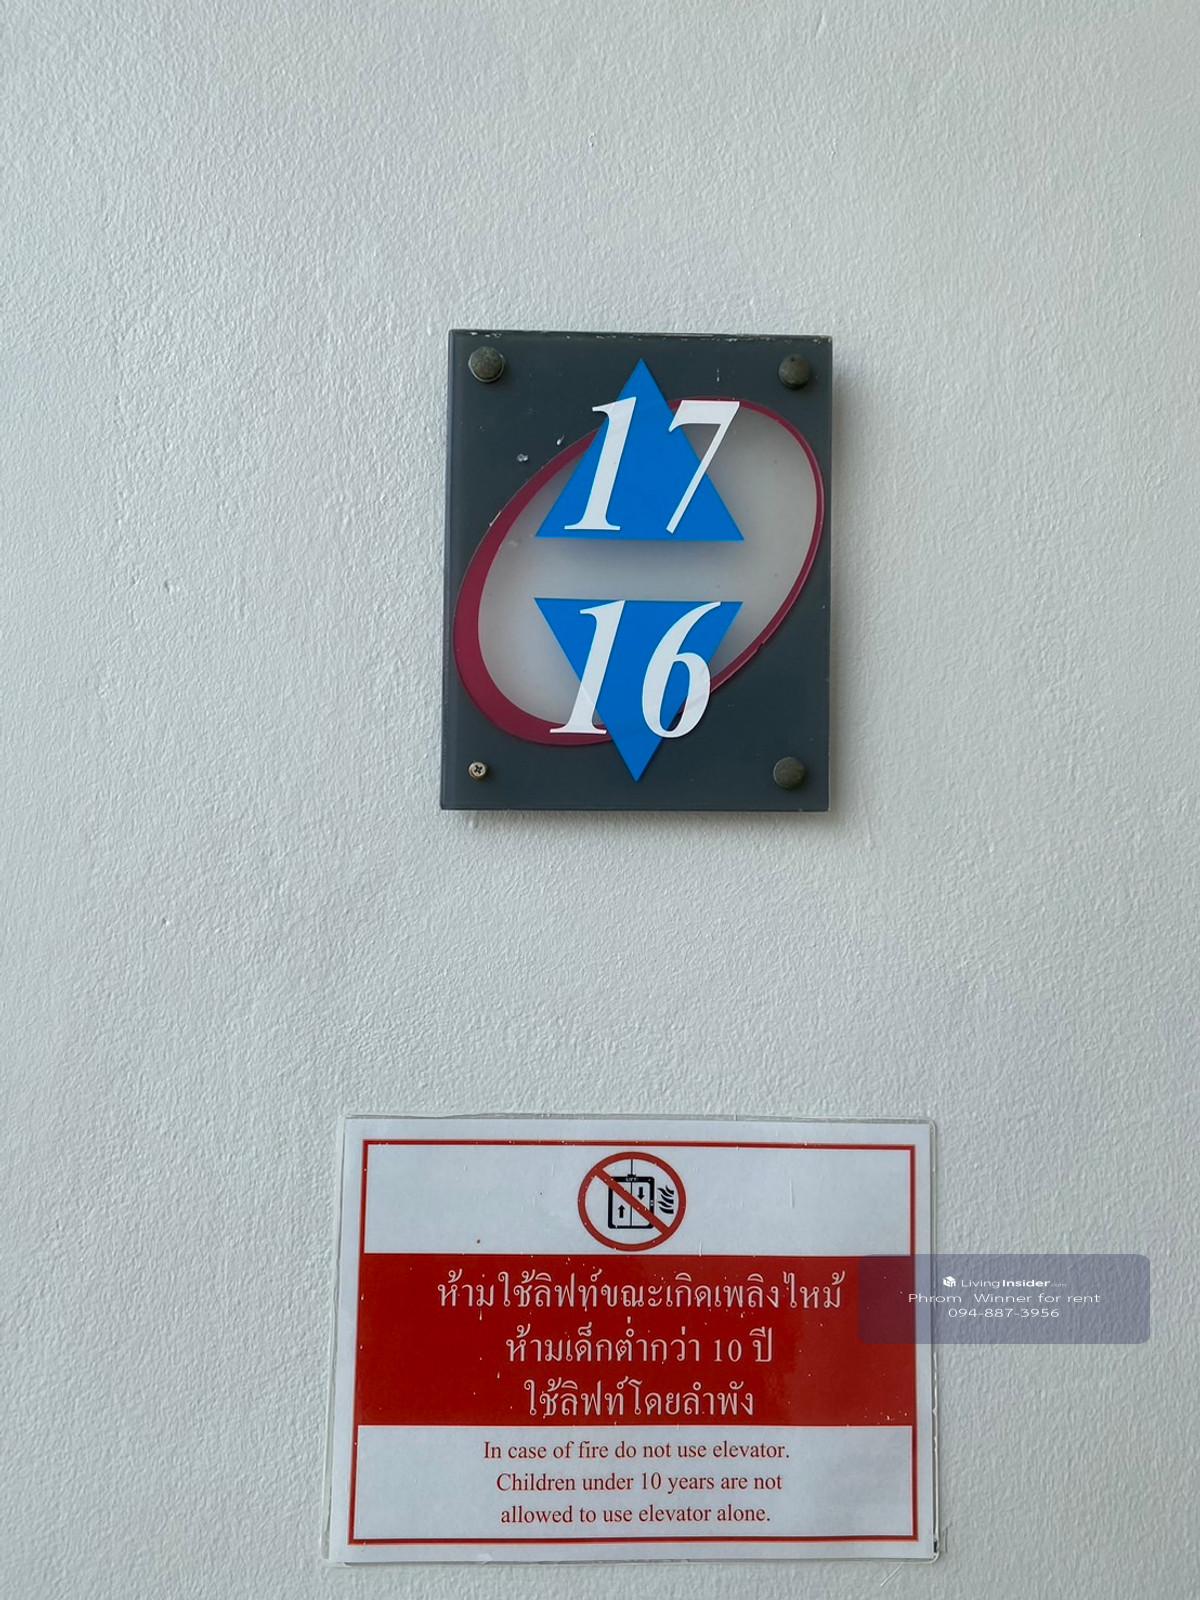 17
16
LIFT
ห้ามใช้ลิฟท์ขณะเกิดเพลิงไหม้
ห้ามเด็กต่ำกว่า 10 ปี
ใช้ลิฟท์โดยลำพัง
In case of fire do not use elevator.
Children under 10 years are not
allowed to use elevator alone.
LivingInsider.com
Phrom Winner for rent
094-887-3956